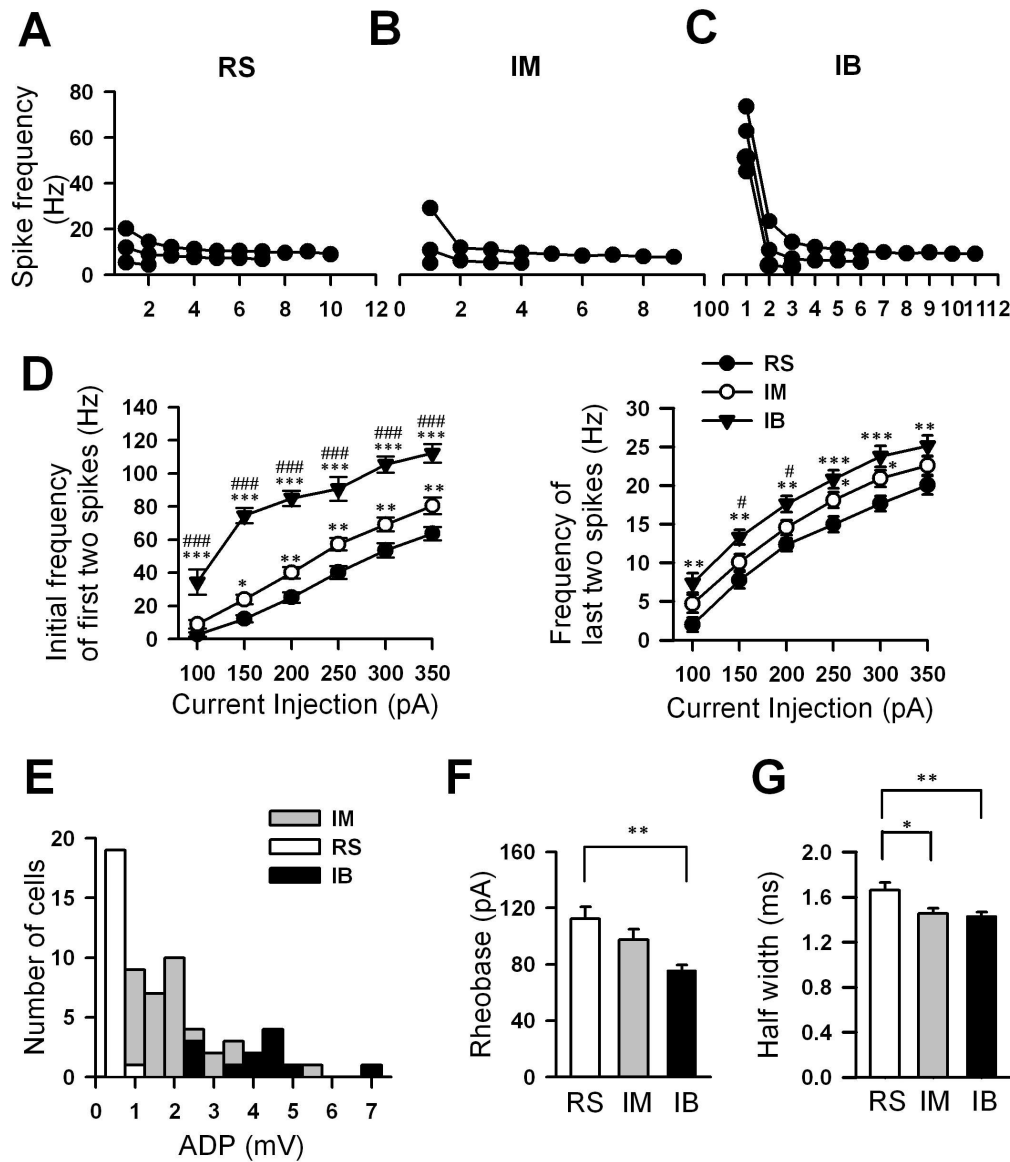 A
B
C
RS
IM
IB
Spike frequency
(Hz)
80
60
40
20
0
2 4 6 8 10 12
0 2 4 6 8 100
0 1 2 3 4 5 6 7 8 9 101112
D
RS
IM
IB
Initial frequency
of first two spikes (Hz)
140
120
100
80
60
40
20
0
###
***
###
***
*
###
***
**
###
***
**
###
***
**
###
***
**
100 150 200 250 300 350
Current Injection (pA)
Frequency of
last two spikes (Hz)
30
25
20
15
10
5
0
**
#
**
#
**
***
*
***
*
**
100 150 200 250 300 350
Current Injection (pA)
E
IM
RS
IB
Number of cells
20
15
10
5
0
0 1 2 3 4 5 6 7
ADP (mV)
F
**
Rheobase (pA)
160
120
80
40
0
RS IM IB
G
**
*
Half width (ms)
2.0
1.6
1.2
0.8
0.4
0.0
RS IM IB